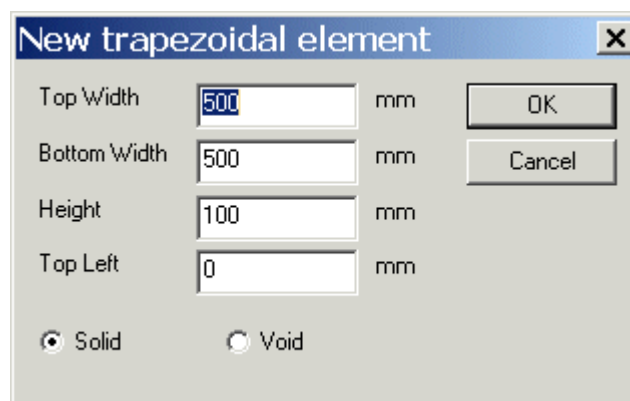 New trapezoidal element
Top Width 500 mm OK
Bottom Width 500 mm Cancel
Height 100 mm
Top Left 0 mm
Solid Void